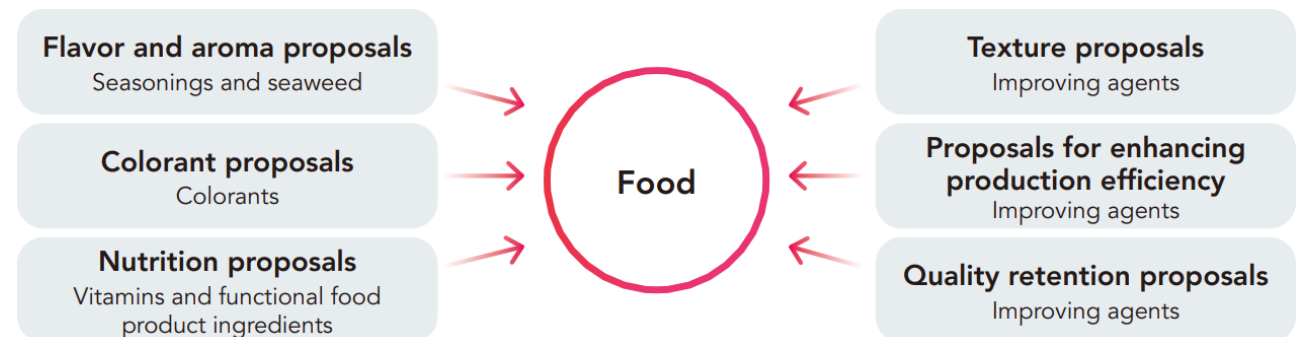 Flavor and aroma proposals
Seasonings and seaweed
Colorant proposals
Colorants
Nutrition proposals
Vitamins and functional food
product ingredients
Food
Texture proposals
Improving agents
Proposals for enhancing
production efficiency
Improving agents
Quality retention proposals
Improving agents